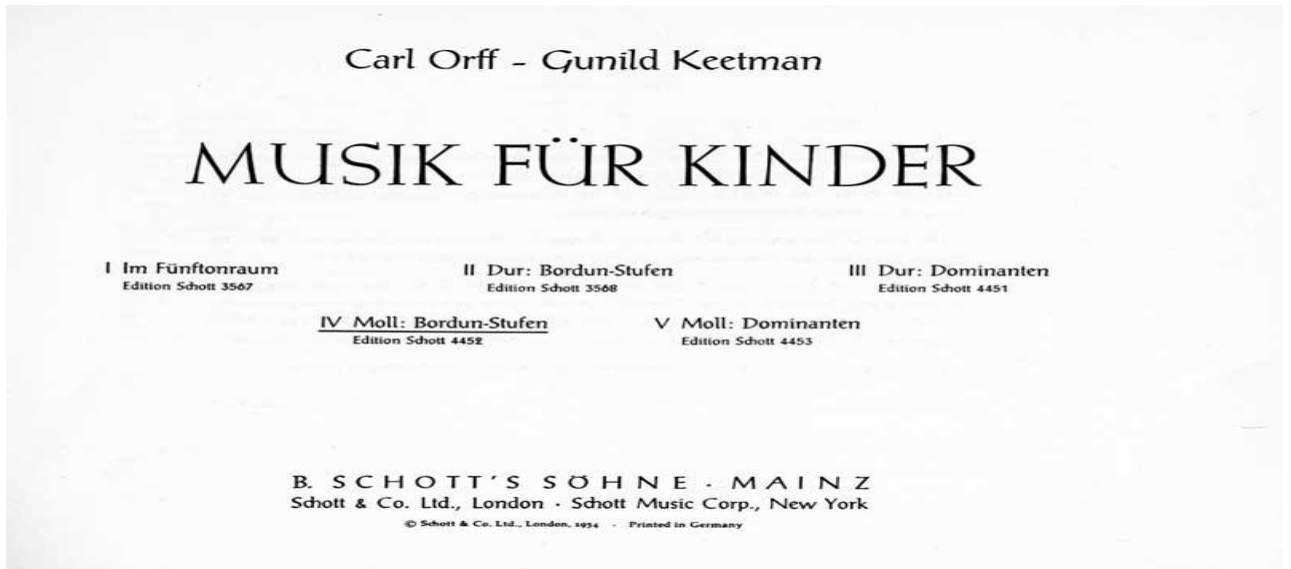 Carl Orff - Gunild Keetman
MUSIK FÜR KINDER
I Im Fünftonraum
Edition Schott 3567
II Dur: Bordun-Stufen
Edition Schott 3568
III Dur: Dominanten
Edition Schott 4451
IV Moll: Bordun-Stufen
Edition Schott 4452
V Moll: Dominanten
Edition Schott 4453
B. SCHOTT'S SÖHNE · MAINZ
Schott & Co. Ltd., London · Schott Music Corp., New York
© Schott & Co. Ltd., London, 1954 · Printed in Germany